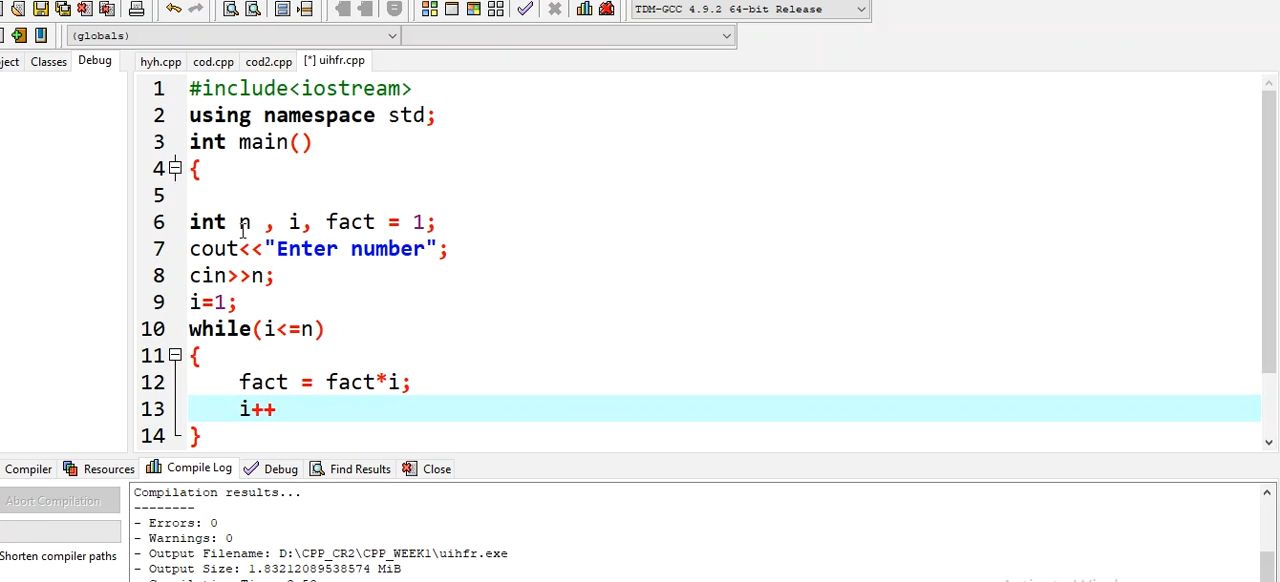 TDM-GCC 4.9.2 64-bit Release
(globals)
ject Classes Debug hyh.cpp cod.cpp cod2.cpp [*] uihfr.cpp
1 #include<iostream>
2 using namespace std;
3 int main()
4 {
5
6 int n , i, fact = 1;
7 cout<<"Enter number";
8 cin>>n;
9 i=1;
10 while(i<=n)
11 {
12 fact = fact*i;
13 i++
14 }
Compiler Resources Compile Log Debug Find Results Close
Abort Compilation
Shorten compiler paths
Compilation results...
--------
- Errors: 0
- Warnings: 0
- Output Filename: D:\CPP_CR2\CPP_WEEK1\uihfr.exe
- Output Size: 1.83212089538574 MiB